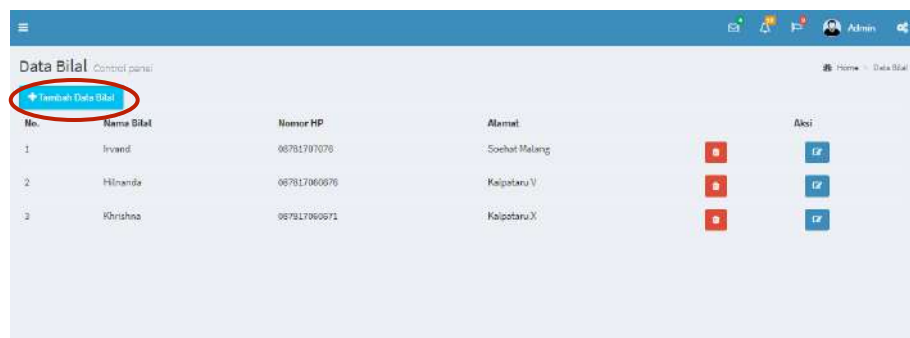 Admin
Data Bilal Control panel
Home > Data Bilal
+ Tambah Data Bilal
No. Nama Bilal Nomor HP Alamat Aksi
1 Irvand 08781707076 Soehat Malang
2 Hilnanda 087817060676 Kalpataru V
3 Khrishna 087817060671 Kalpataru X